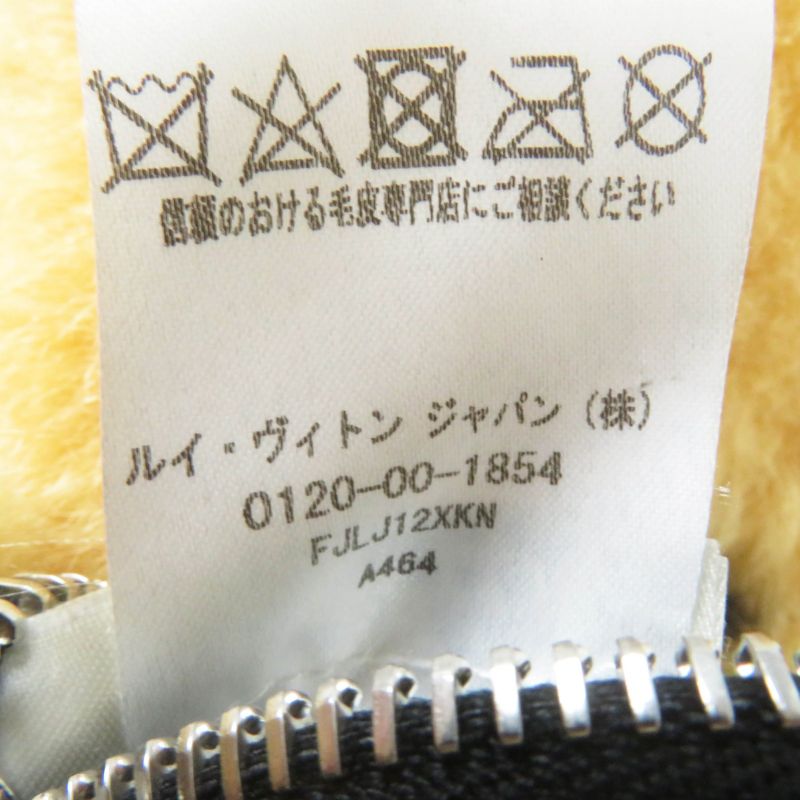 信頼のおける毛皮専門店にご相談ください
ルイ・ヴィトン ジャパン (株)
0120-00-1854
FJLJ12XKN
A464